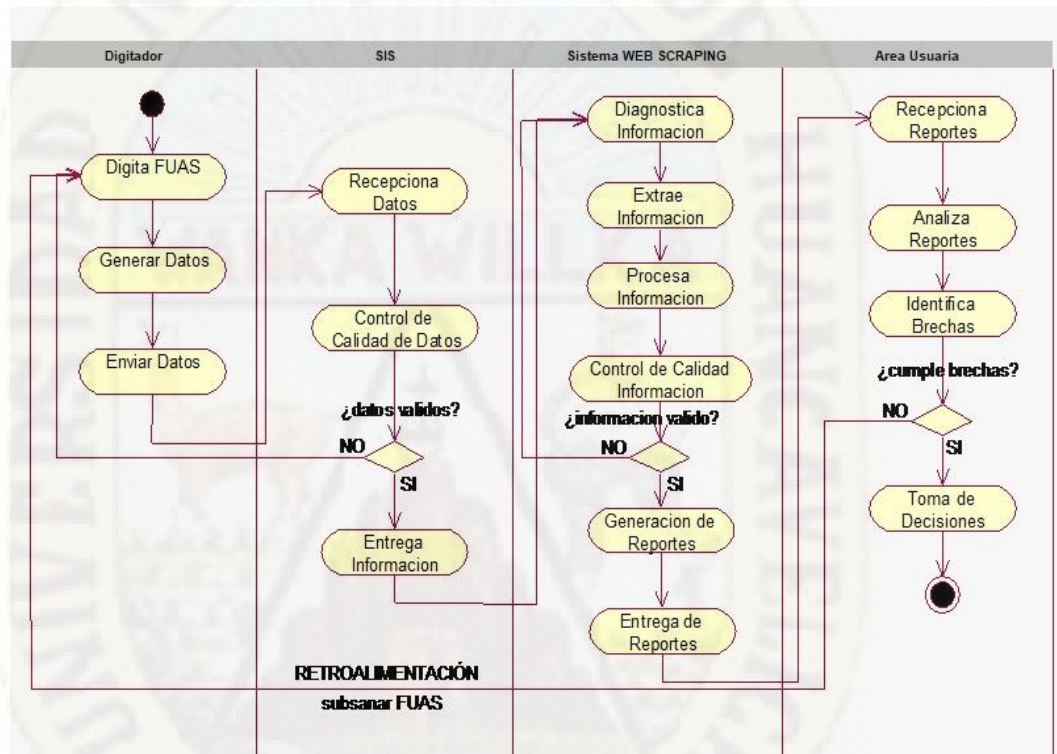 Digitador
SIS
Sistema WEB SCRAPING
Area Usuaria
Digita FUAS
Generar Datos
Enviar Datos
Recepciona
Datos
Control de
Calidad de Datos
¿datos validos?
NO
SI
Entrega
Informacion
Diagnostica
Informacion
Extrae
Informacion
Procesa
Informacion
Control de Calidad
Informacion
¿informacion valido?
NO
SI
Generacion de
Reportes
Entrega de
Reportes
Recepciona
Reportes
Analiza
Reportes
Identifica
Brechas
¿cumple brechas?
NO
SI
Toma de
Decisiones
RETROALIMENTACIÓN
subsanar FUAS
UNIVERSIDAD
WANKA WILLKA